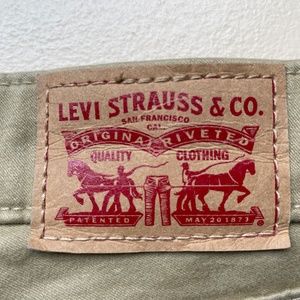 LEVI STRAUSS & CO.
SAN FRANCISCO
CAL.
ORIGINAL RIVETED
QUALITY CLOTHING
PATENTED MAY 20 1873